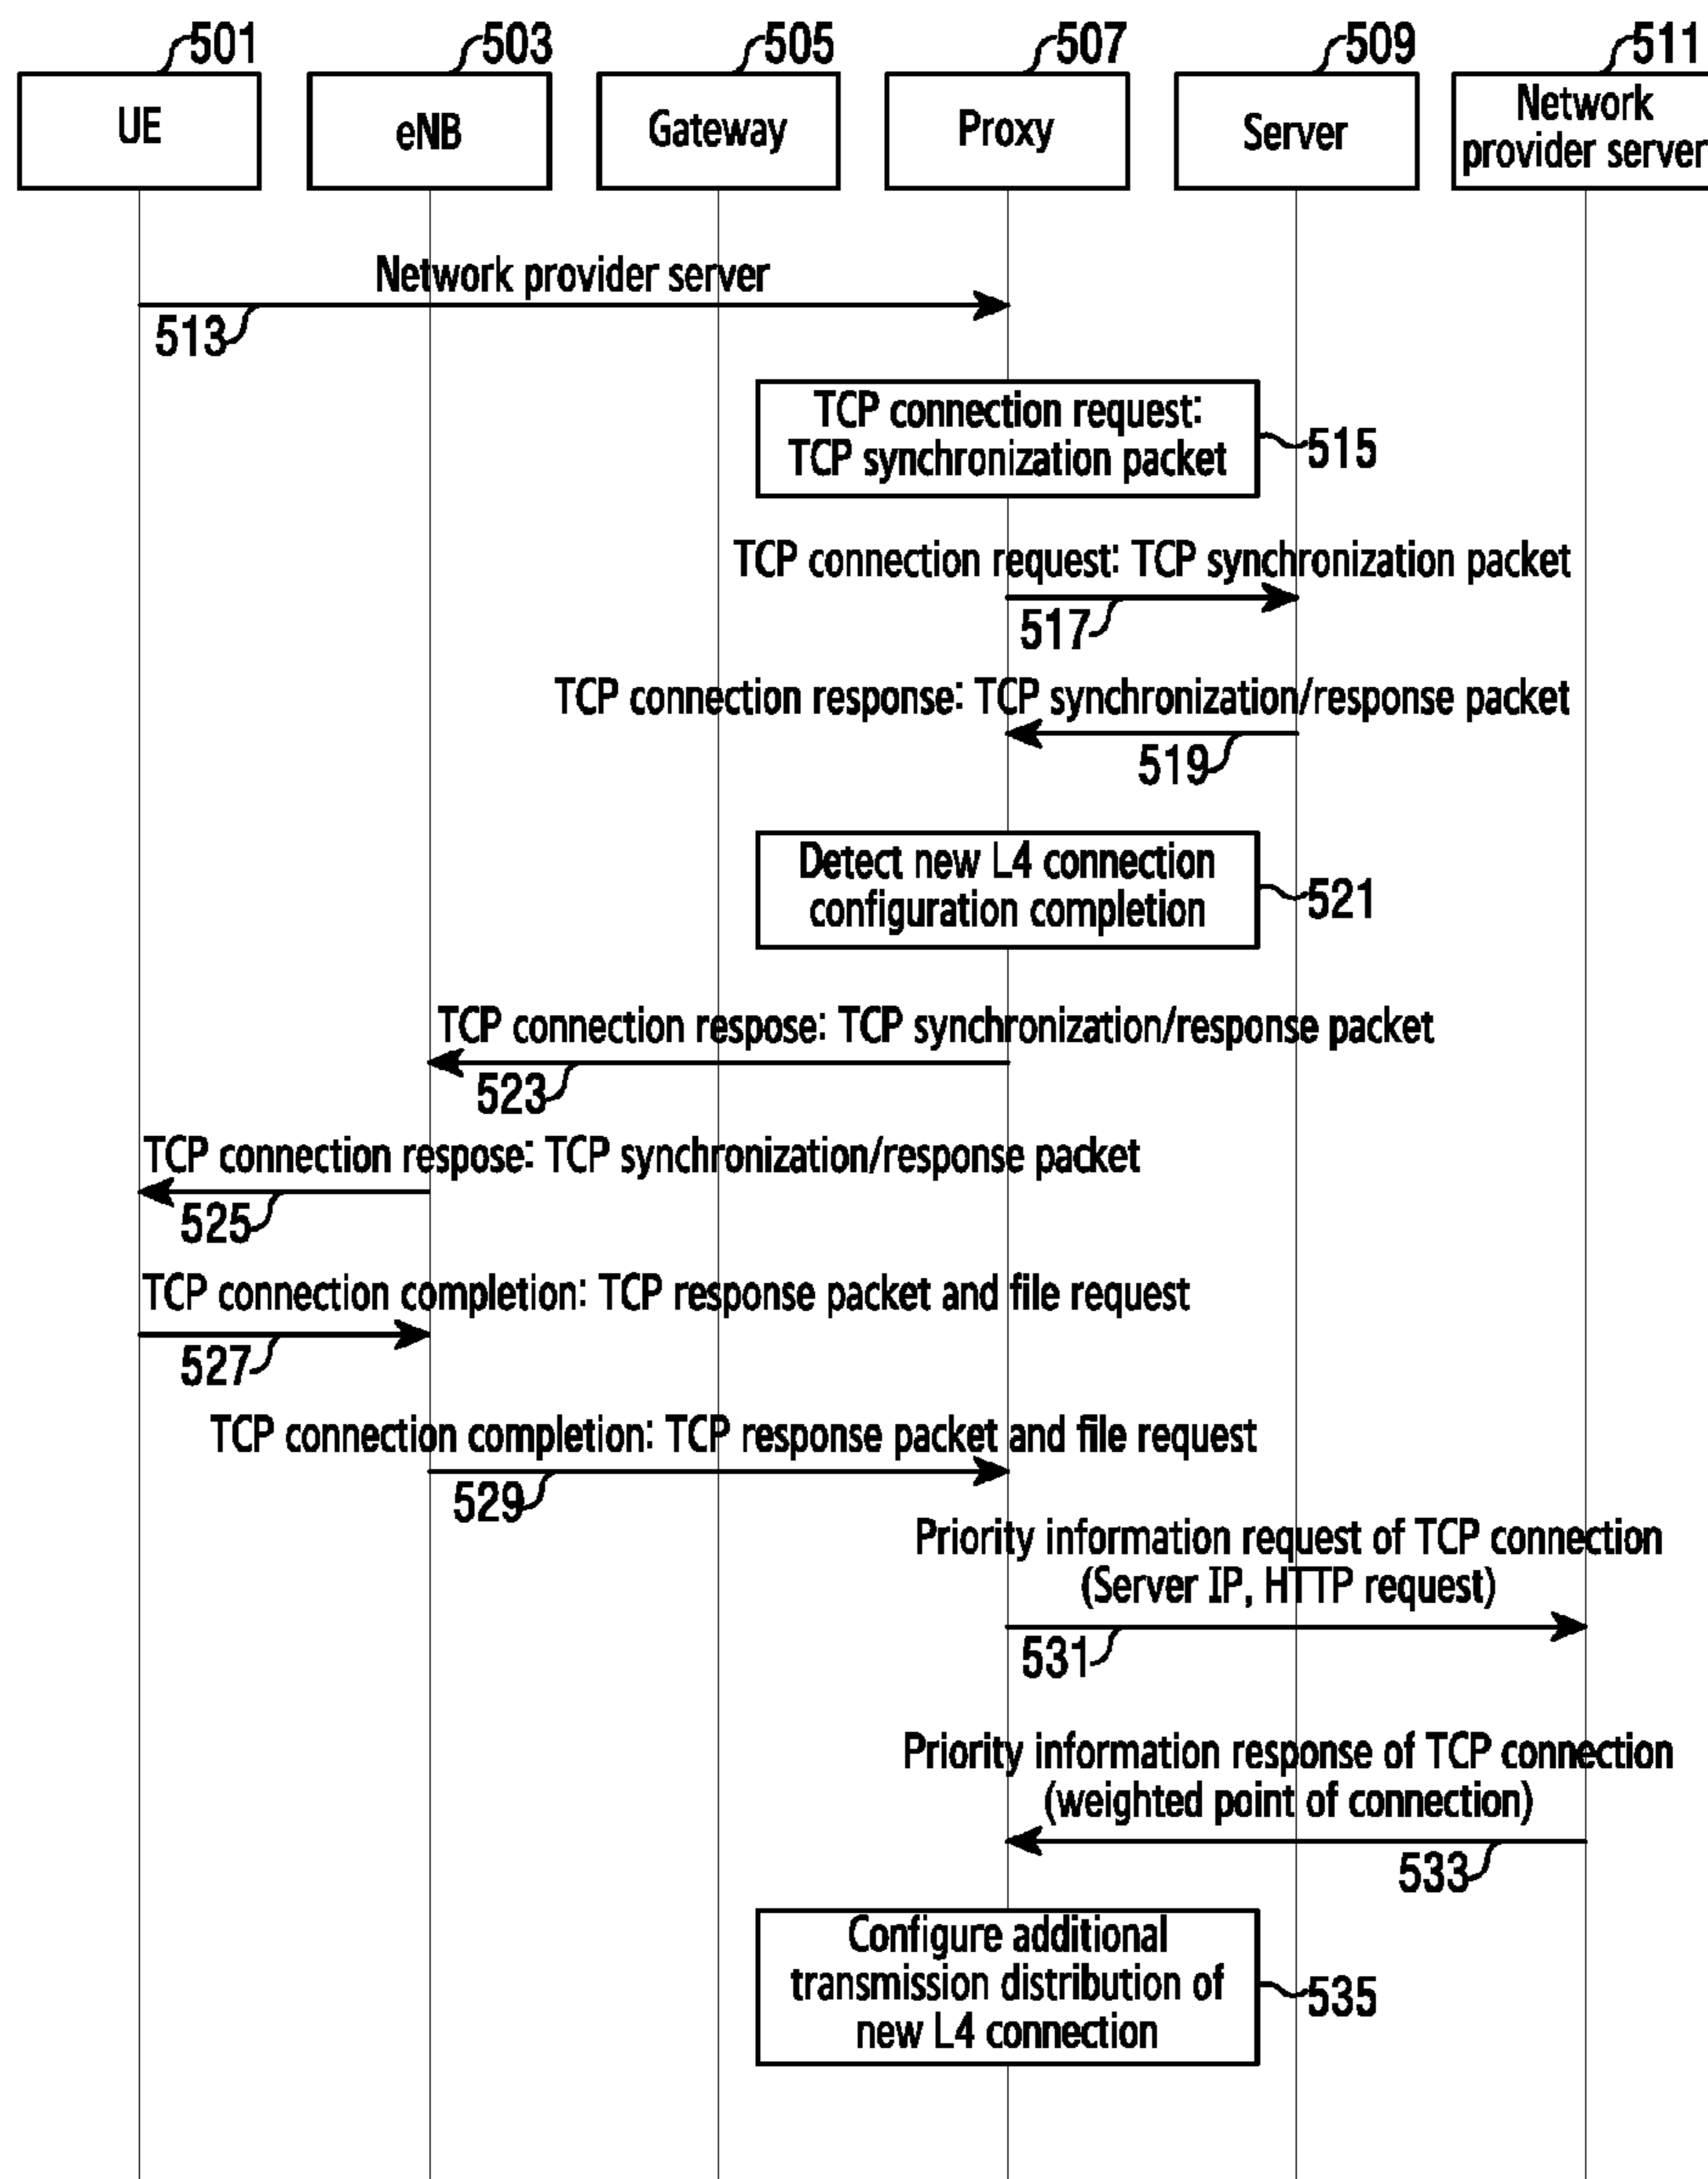 501
503
505
507
509
511
UE
eNB
Gateway
Proxy
Server
Network
provider server
Network provider server
513
TCP connection request:
TCP synchronization packet
515
TCP connection request: TCP synchronization packet
517
TCP connection response: TCP synchronization/response packet
519
Detect new L4 connection
configuration completion
521
TCP connection respose: TCP synchronization/response packet
523
TCP connection respose: TCP synchronization/response packet
525
TCP connection completion: TCP response packet and file request
527
TCP connection completion: TCP response packet and file request
529
Priority information request of TCP connection
(Server IP, HTTP request)
531
Priority information response of TCP connection
(weighted point of connection)
533
Configure additional
transmission distribution of
new L4 connection
535